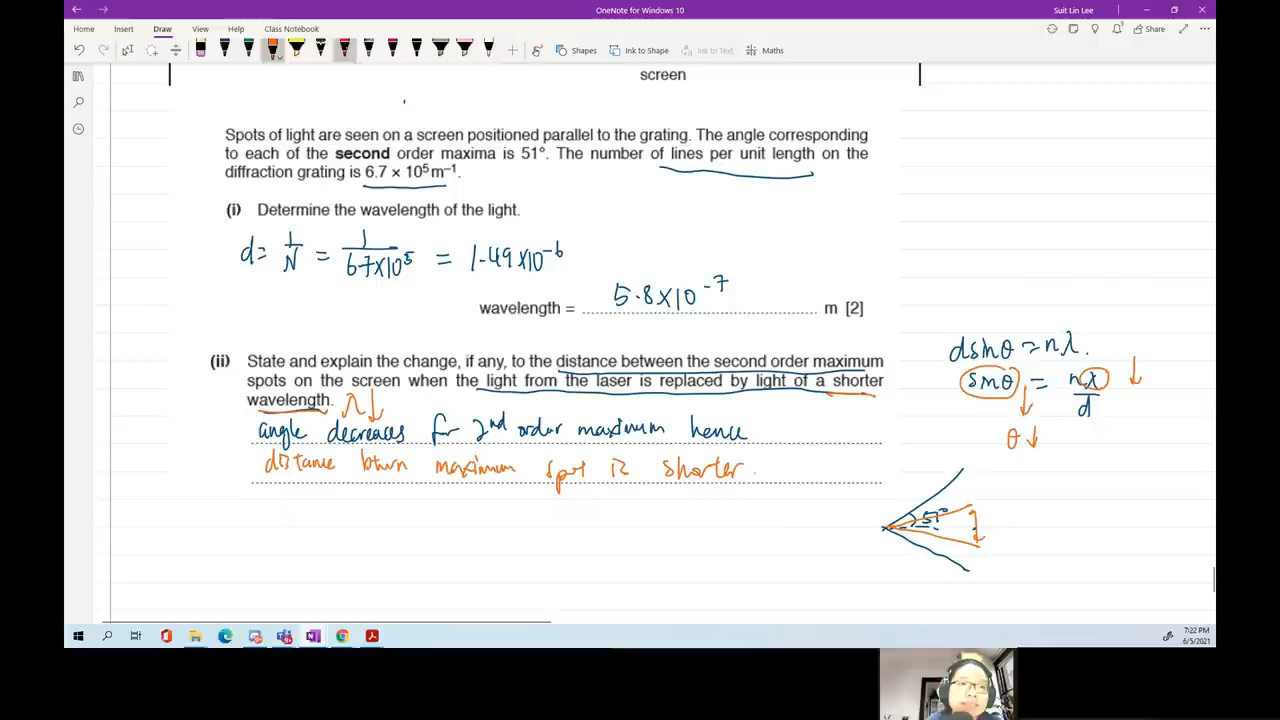 OneNote for Windows 10
Suit Lin Lee
Home Insert Draw View Help Class Notebook
Shapes Ink to Shape Ink to Text Maths
Share
screen
Spots of light are seen on a screen positioned parallel to the grating. The angle corresponding
to each of the second order maxima is 51°. The number of lines per unit length on the
diffraction grating is 6.7 × 10⁵ m⁻¹.
(i) Determine the wavelength of the light.
d = 1/N = 1/6.7×10⁵ = 1.49×10⁻⁶
5.8×10⁻⁷
wavelength = ........ m [2]
(ii) State and explain the change, if any, to the distance between the second order maximum
spots on the screen when the light from the laser is replaced by light of a shorter
wavelength.
angle decreases for 2nd order maximum hence
distance btwn maximum spot is shorter.
dsinθ = nλ
sinθ = nλ/d ↓
θ↓
51°
7:22 PM
6/5/2021